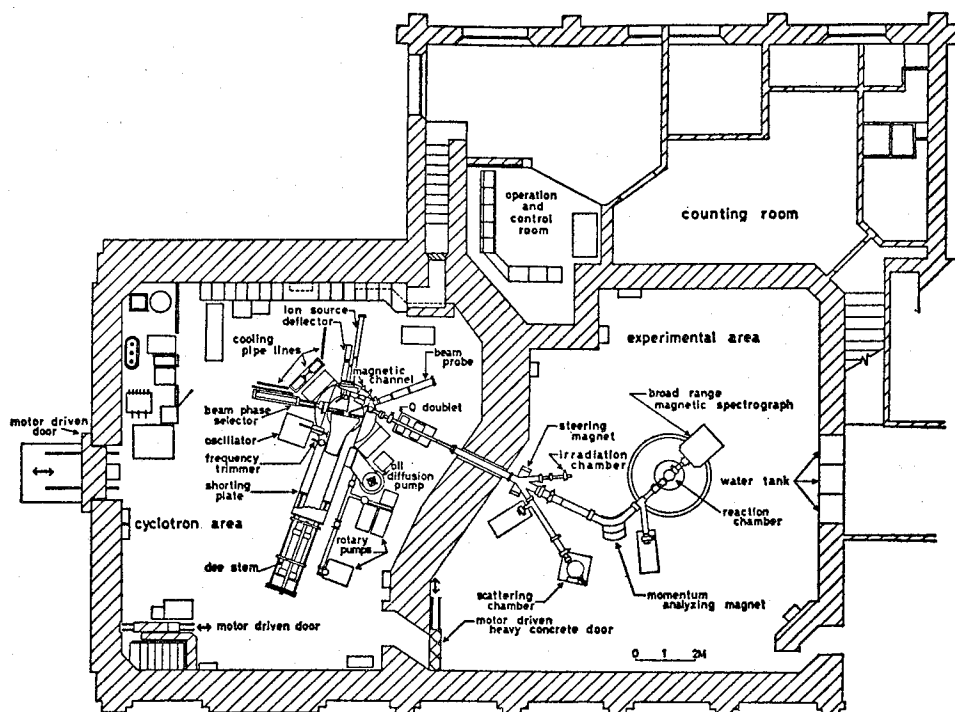 operation
and
control
room
counting room
Ion source
deflector
cooling
pipe lines
magnetic
channel
beam
probe
experimental area
broad range
magnetic spectrograph
beam phase
selector
Q doublet
motor driven
door
oscillator
steering
magnet
irradiation
chamber
frequency
trimmer
oil
diffusion
pump
water tank
shorting
plate
reaction
chamber
cyclotron area
rotary
pumps
dee stem
scattering
chamber
momentum
analyzing magnet
motor driven door
motor driven
heavy concrete door
0 1 2M